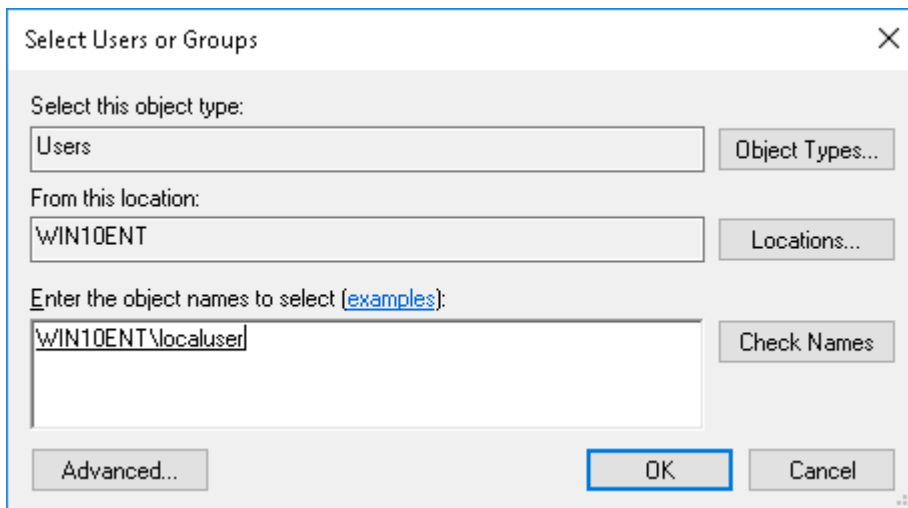 Select Users or Groups
Select this object type:
Users
Object Types...
From this location:
WIN10ENT
Locations...
Enter the object names to select (examples):
WIN10ENT\localuser
Check Names
Advanced...
OK
Cancel